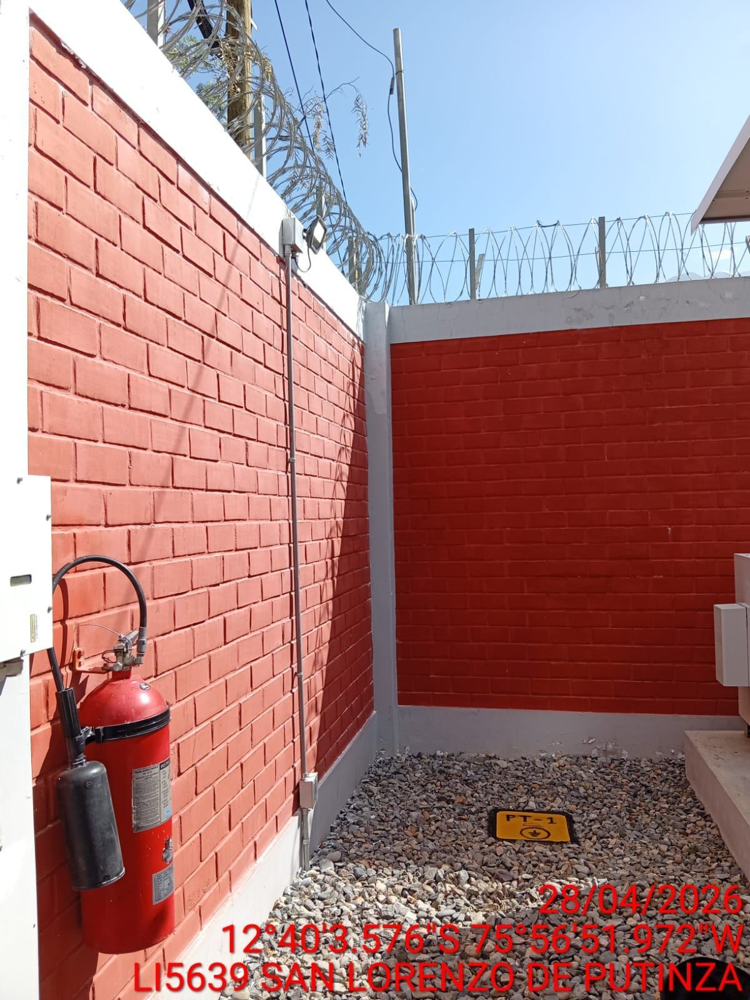 PT-1
28/04/2026
12°40'3.576"S 75°56'51.972"W
LI5639 SAN LORENZO DE PUTINZA